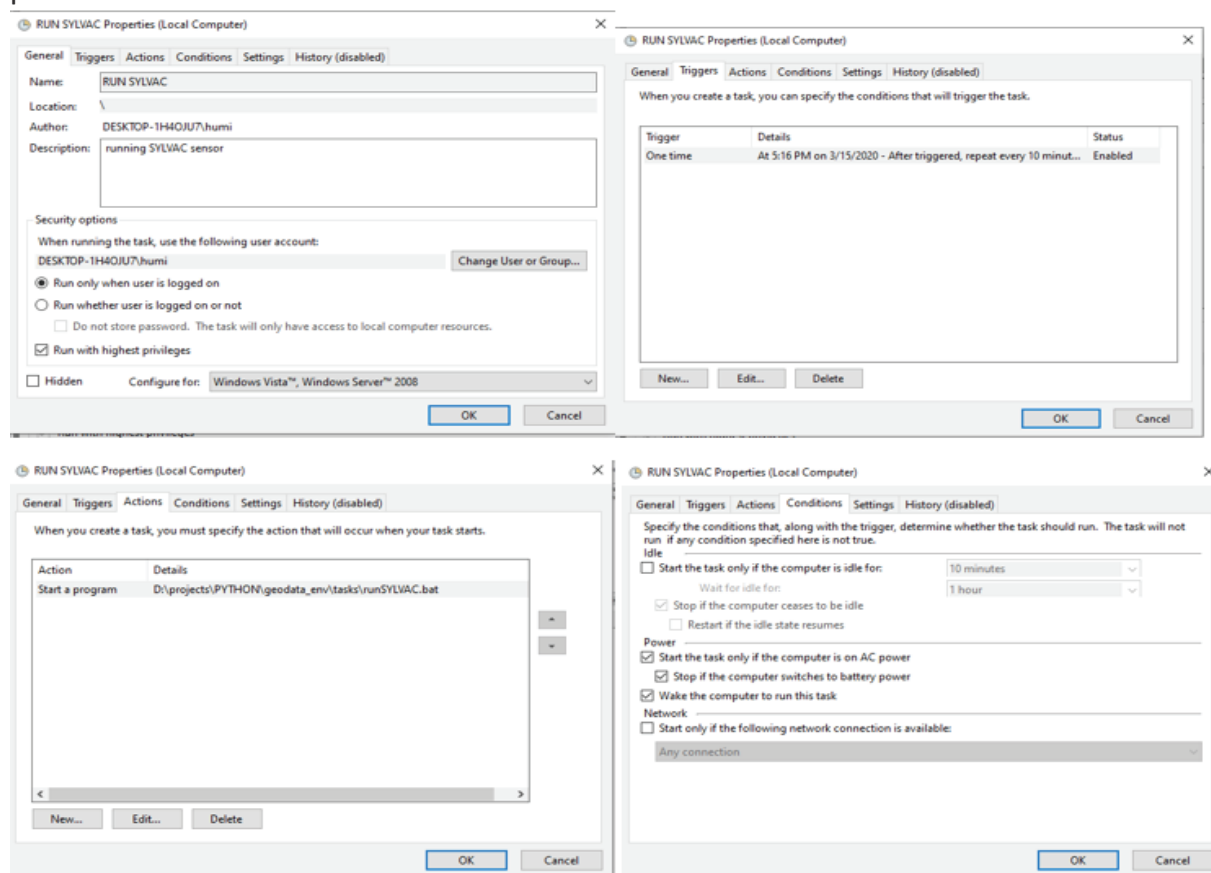 RUN SYLVAC Properties (Local Computer)
General Triggers Actions Conditions Settings History (disabled)
Name: RUN SYLVAC
Location: \
Author: DESKTOP-1H4OJU7\humi
Description: running SYLVAC sensor
Security options
When running the task, use the following user account:
DESKTOP-1H4OJU7\humi Change User or Group...
Run only when user is logged on
Run whether user is logged on or not
Do not store password. The task will only have access to local computer resources.
Run with highest privileges
Hidden Configure for: Windows Vista™, Windows Server™ 2008
OK Cancel
RUN SYLVAC Properties (Local Computer)
General Triggers Actions Conditions Settings History (disabled)
When you create a task, you can specify the conditions that will trigger the task.
Trigger Details Status
One time At 5:16 PM on 3/15/2020 - After triggered, repeat every 10 minut... Enabled
New... Edit... Delete
OK Cancel
RUN SYLVAC Properties (Local Computer)
General Triggers Actions Conditions Settings History (disabled)
When you create a task, you must specify the action that will occur when your task starts.
Action Details
Start a program D:\projects\PYTHON\geodata_env\tasks\runSYLVAC.bat
New... Edit... Delete
OK Cancel
RUN SYLVAC Properties (Local Computer)
General Triggers Actions Conditions Settings History (disabled)
Specify the conditions that, along with the trigger, determine whether the task should run. The task will not
run if any condition specified here is not true.
Idle
Start the task only if the computer is idle for: 10 minutes
Wait for idle for: 1 hour
Stop if the computer ceases to be idle
Restart if the idle state resumes
Power
Start the task only if the computer is on AC power
Stop if the computer switches to battery power
Wake the computer to run this task
Network
Start only if the following network connection is available:
Any connection
OK Cancel